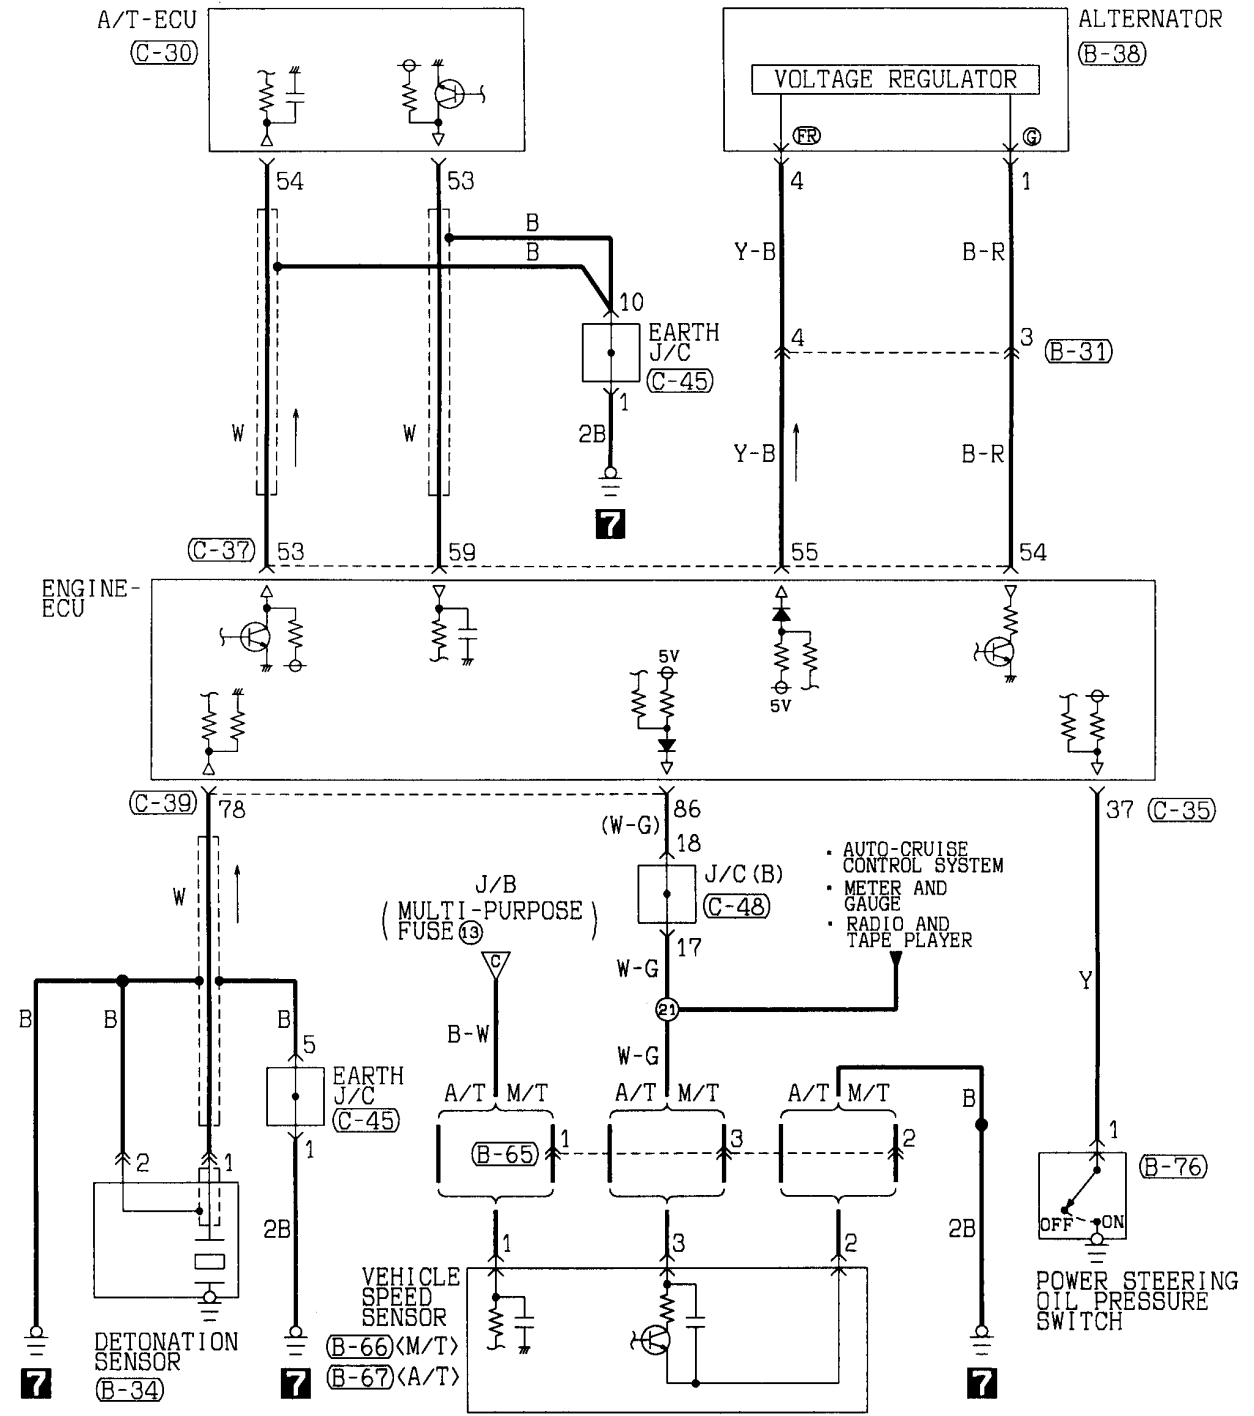 A/T-ECU
C-30
ALTERNATOR
B-38
VOLTAGE REGULATOR
FR
G
54
53
4
1
B
B
Y-B
B-R
10
EARTH
J/C
C-45
4
3
B-31
1
W
W
2B
Y-B
B-R
7
C-37
53
59
55
54
ENGINE-
ECU
5V
5V
C-39
78
86
37
C-35
(W-G)
18
J/C(B)
C-48
• AUTO-CRUISE
CONTROL SYSTEM
• METER AND
GAUGE
• RADIO AND
TAPE PLAYER
W
J/B
(MULTI-PURPOSE)
FUSE 13
17
C
W-G
Y
21
B
B
B
B-W
W-G
5
EARTH
J/C
C-45
A/T
M/T
A/T
M/T
A/T
M/T
B
1
2
1
B-65
1
3
2
1
B-76
OFF
ON
2B
1
3
2
2B
VEHICLE
SPEED
SENSOR
B-66<M/T>
B-67<A/T>
POWER STEERING
OIL PRESSURE
SWITCH
DETONATION
SENSOR
B-34
7
7
7